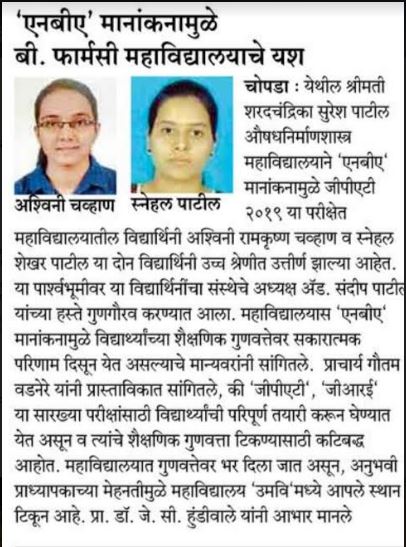 ‘एनबीए’ मानांकनामुळे
बी. फार्मसी महाविद्यालयाचे यश
अश्विनी चव्हाण स्नेहल पाटील
चोपडा : येथील श्रीमती
शरदचंद्रिका सुरेश पाटील
औषधनिर्माणशास्त्र
महाविद्यालयाने ‘एनबीए’
मानांकनामुळे जीपीएटी
२०१९ या परीक्षेत
महाविद्यालयातील विद्यार्थिनी अश्विनी रामकृष्ण चव्हाण व स्नेहल
शेखर पाटील या दोन विद्यार्थिनी उच्च श्रेणीत उत्तीर्ण झाल्या आहेत.
या पार्श्वभूमीवर या विद्यार्थिनींचा संस्थेचे अध्यक्ष अॅड. संदीप पाटील
यांच्या हस्ते गुणगौरव करण्यात आला. महाविद्यालयास ‘एनबीए’
मानांकनामुळे विद्यार्थ्यांच्या शैक्षणिक गुणवत्तेवर सकारात्मक
परिणाम दिसून येत असल्याचे मान्यवरांनी सांगितले. प्राचार्य गौतम
वडनेरे यांनी प्रास्ताविकात सांगितले, की ‘जीपीएटी’, ‘जीआरई’
या सारख्या परीक्षांसाठी विद्यार्थ्यांची परिपूर्ण तयारी करून घेण्यात
येत असून व त्यांचे शैक्षणिक गुणवत्ता टिकण्यासाठी कटिबद्ध
आहोत. महाविद्यालयात गुणवत्तेवर भर दिला जात असून, अनुभवी
प्राध्यापकाच्या मेहनतीमुळे महाविद्यालय ‘उमवि’मध्ये आपले स्थान
टिकून आहे. प्रा. डॉ. जे. सी. हुंडीवाले यांनी आभार मानले